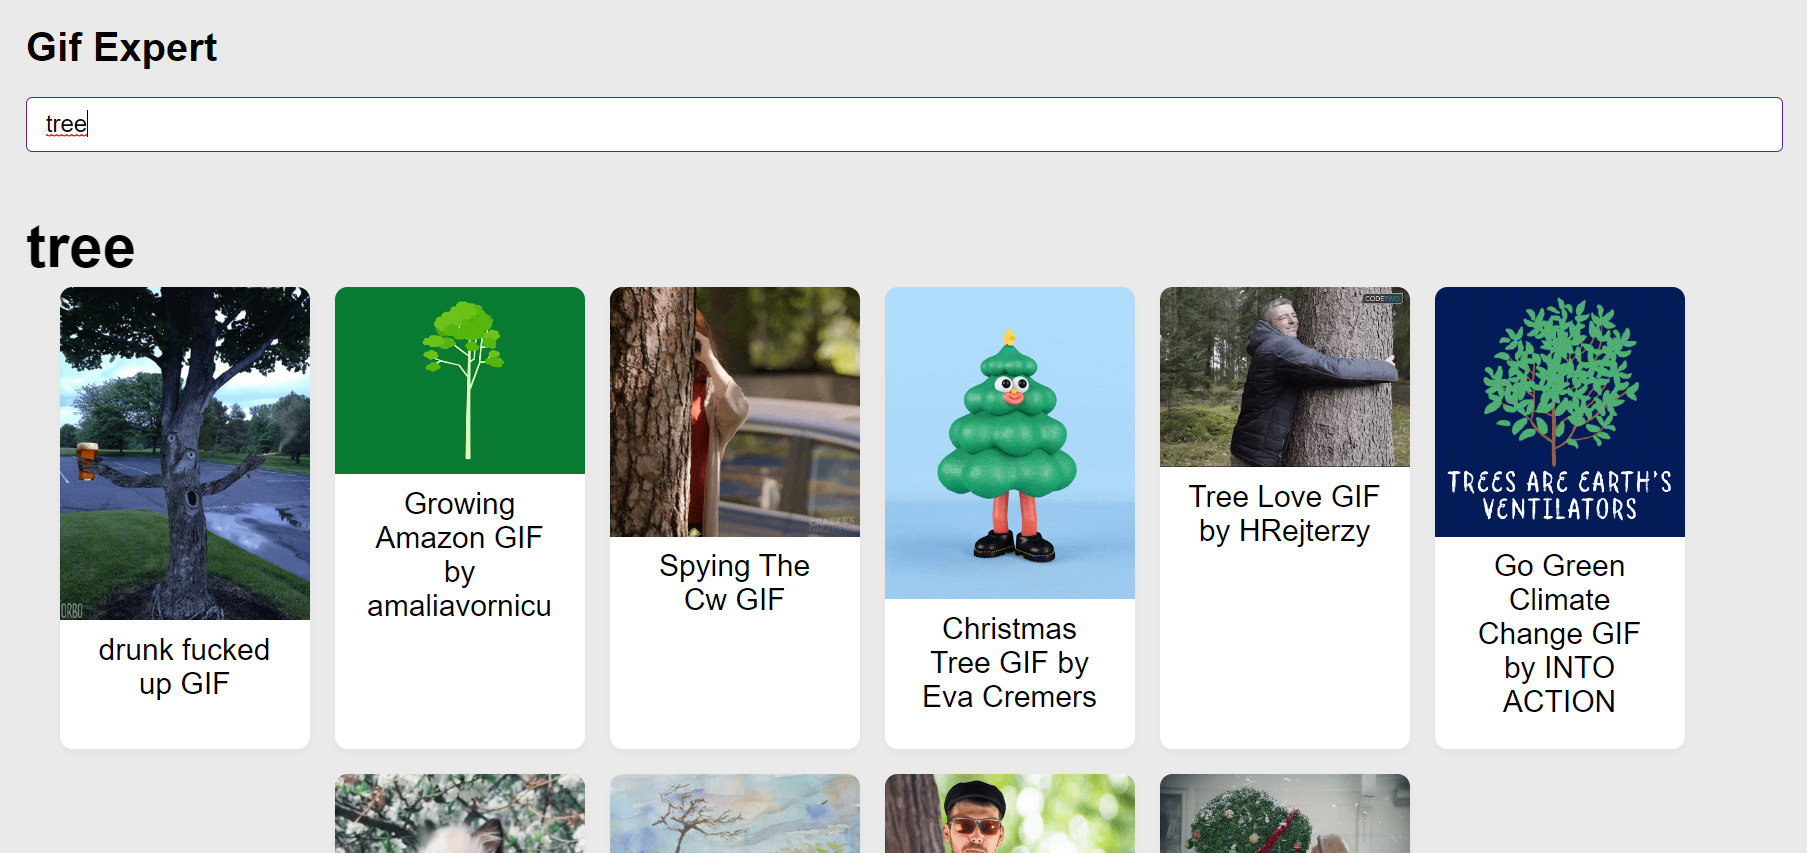 Gif Expert
tree
tree
CODETWO
ORBO
TREES ARE EARTH'S
VENTILATORS
drunk fucked
up GIF
Growing
Amazon GIF
by
amaliavornicu
Spying The
Cw GIF
Christmas
Tree GIF by
Eva Cremers
Tree Love GIF
by HRejterzy
Go Green
Climate
Change GIF
by INTO
ACTION